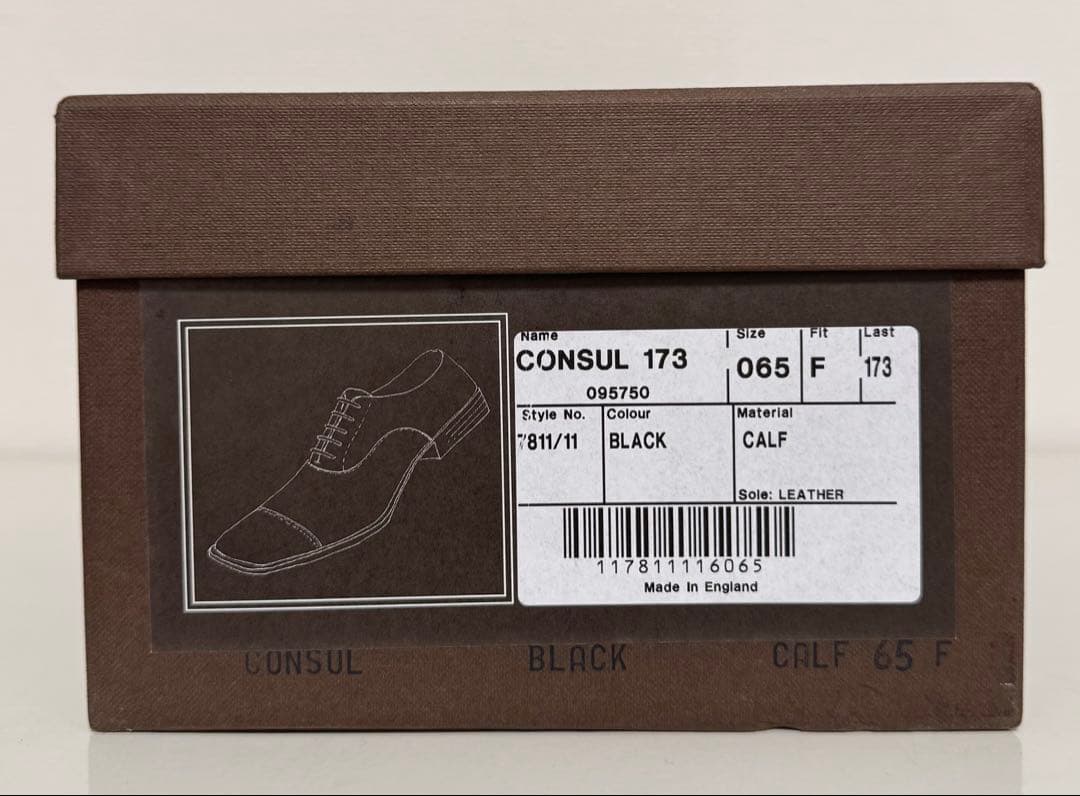 Name Size Fit Last
CONSUL 173 065 F 173
095750
Style No. Colour Material
7811/11 BLACK CALF
Sole: LEATHER
117811116065
Made In England
CONSUL BLACK CALF 65 F